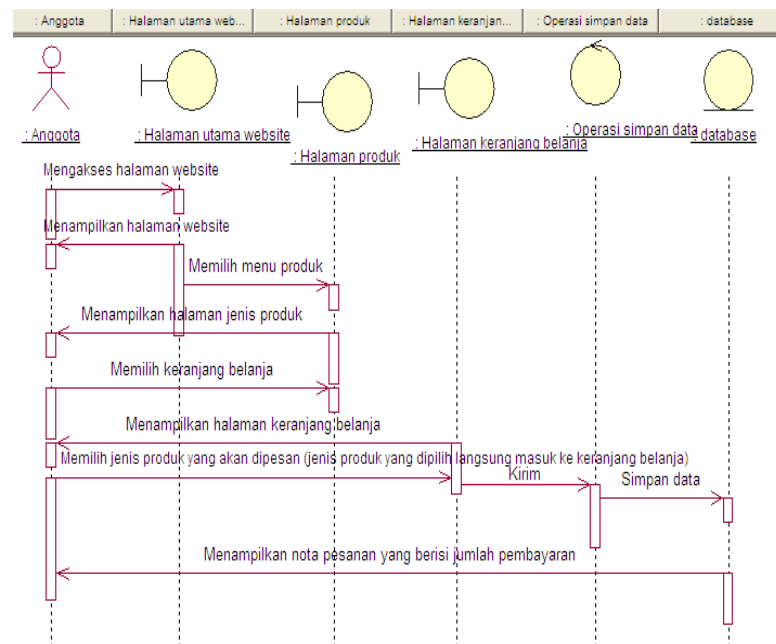 : Anggota
: Halaman utama web...
: Halaman produk
: Halaman keranjan...
: Operasi simpan data
: database
: Anggota
: Halaman utama website
: Halaman produk
: Halaman keranjang belanja
: Operasi simpan data
: database
Mengakses halaman website
Menampilkan halaman website
Memilih menu produk
Menampilkan halaman jenis produk
Memilih keranjang belanja
Menampilkan halaman keranjang belanja
Memilih jenis produk yang akan dipesan (jenis produk yang dipilih langsung masuk ke keranjang belanja)
Kirim
Simpan data
Menampilkan nota pesanan yang berisi jumlah pembayaran